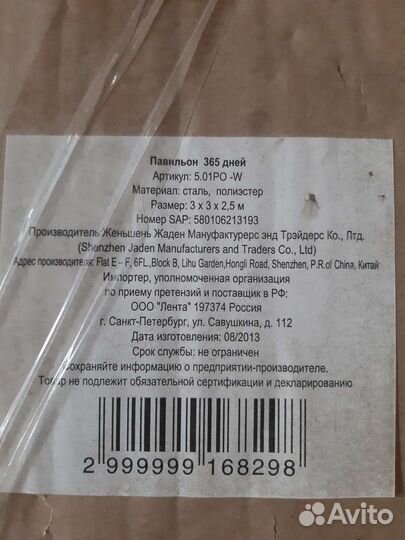 Павильон 365 дней
Артикул: 5.01PO -W
Материал: сталь, полиэстер
Размер: 3 х 3 х 2,5 м
Номер SAP: 580106213193
Производитель Женьшень Жаден Мануфактурерс энд Трэйдерс Ко., Лтд.
(Shenzhen Jaden Manufacturers and Traders Co., Ltd)
Адрес производителя: Flat E – F, 6FL.,Block B, Lihu Garden,Hongli Road, Shenzhen, P.R.of China, Китай
Импортер, уполномоченная организация
по приему претензий и поставщик в РФ:
ООО "Лента" 197374 Россия
г. Санкт-Петербург, ул. Савушкина, д. 112
Дата изготовления: 08/2013
Срок службы: не ограничен
Сохраняйте информацию о предприятии-производителе.
Товар не подлежит обязательной сертификации и декларированию
2 999999 168298
Avito